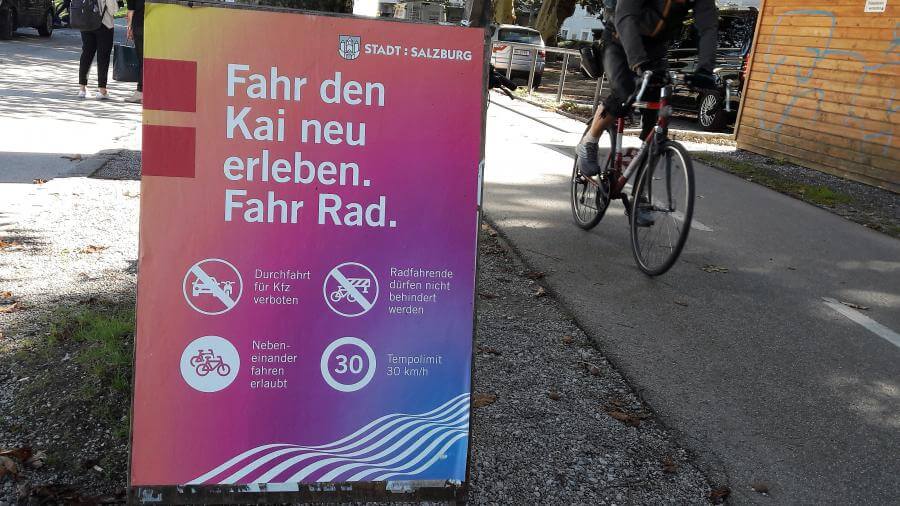 STADT : SALZBURG
Fahr den
Kai neu
erleben.
Fahr Rad.
Durchfahrt
für Kfz
verboten
Radfahrende
dürfen nicht
behindert
werden
Neben-
einander
fahren
erlaubt
30
Tempolimit
30 km/h